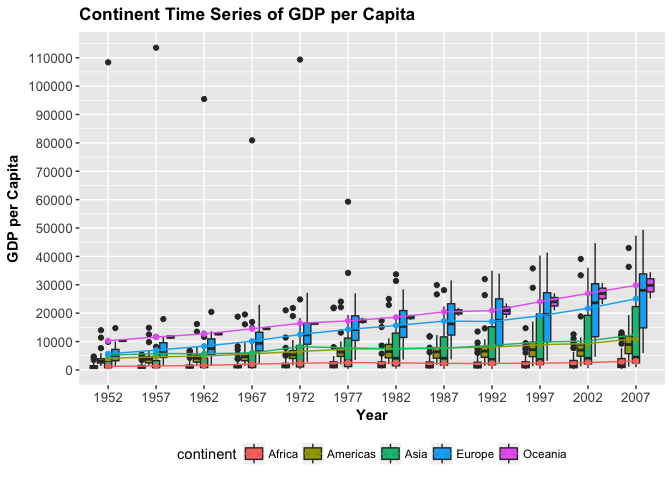 Continent Time Series of GDP per Capita
110000
100000
90000
80000
70000
60000
50000
40000
30000
20000
10000
0
GDP per Capita
1952 1957 1962 1967 1972 1977 1982 1987 1992 1997 2002 2007
Year
continent Africa Americas Asia Europe Oceania